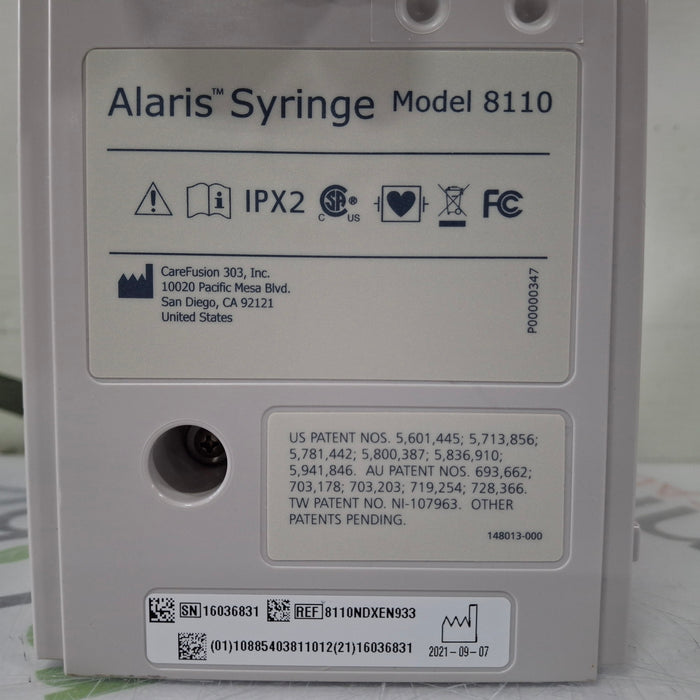 Alaris™ Syringe Model 8110
IPX2 C SA® US FC
CareFusion 303, Inc.
10020 Pacific Mesa Blvd.
San Diego, CA 92121
United States
P00000347
US PATENT NOS. 5,601,445; 5,713,856;
5,781,442; 5,800,387; 5,836,910;
5,941,846. AU PATENT NOS. 693,662;
703,178; 703,203; 719,254; 728,366.
TW PATENT NO. NI-107963. OTHER
PATENTS PENDING.
148013-000
SN 16036831 REF 8110NDXEN933
(01)10885403811012(21)16036831
2021-09-07